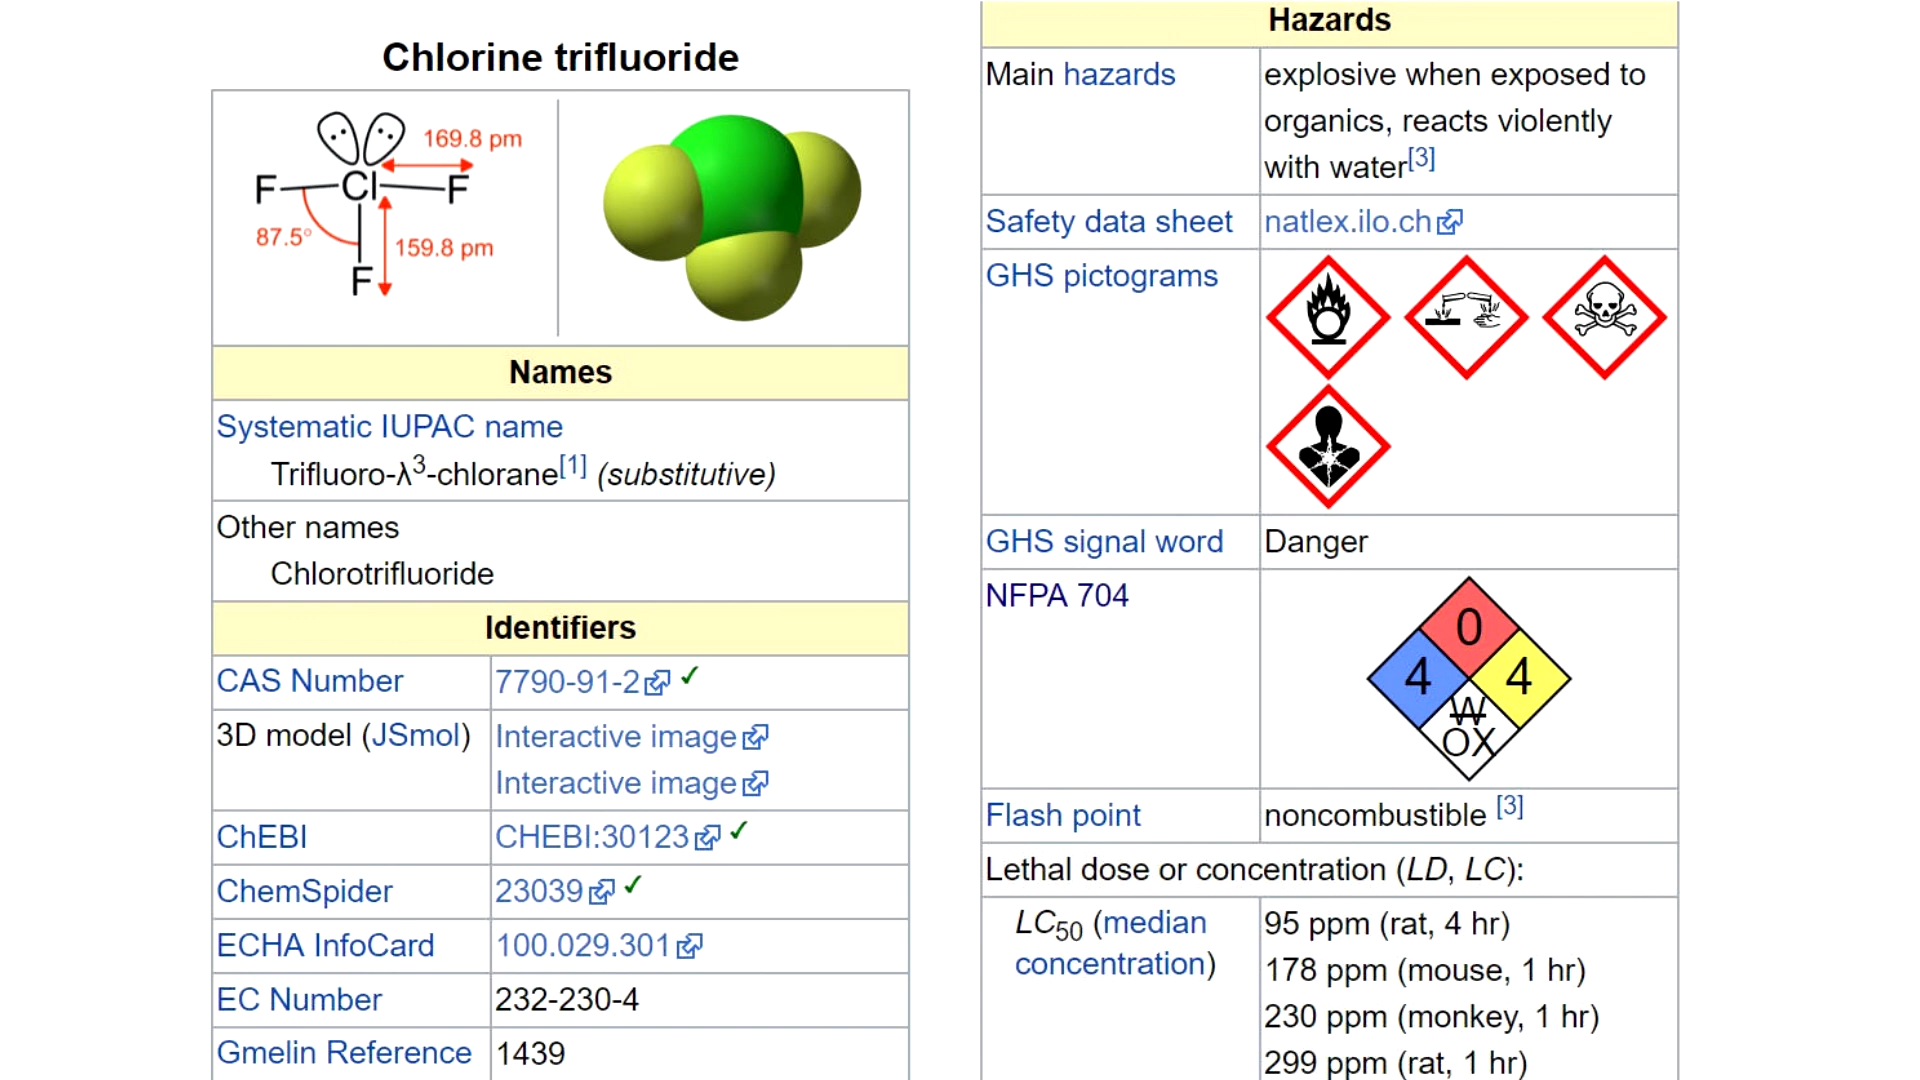 Chlorine trifluoride
169.8 pm
F Cl F
87.5°
159.8 pm
F
Names
Systematic IUPAC name
Trifluoro-λ³-chlorane[1] (substitutive)
Other names
Chlorotrifluoride
Identifiers
CAS Number 7790-91-2 ✓
3D model (JSmol) Interactive image
Interactive image
ChEBI CHEBI:30123 ✓
ChemSpider 23039 ✓
ECHA InfoCard 100.029.301
EC Number 232-230-4
Gmelin Reference 1439
Hazards
Main hazards explosive when exposed to
organics, reacts violently
with water[3]
Safety data sheet natlex.ilo.ch
GHS pictograms
GHS signal word Danger
NFPA 704
0
4 4
W
OX
Flash point noncombustible [3]
Lethal dose or concentration (LD, LC):
LC₅₀ (median 95 ppm (rat, 4 hr)
concentration) 178 ppm (mouse, 1 hr)
230 ppm (monkey, 1 hr)
299 ppm (rat, 1 hr)